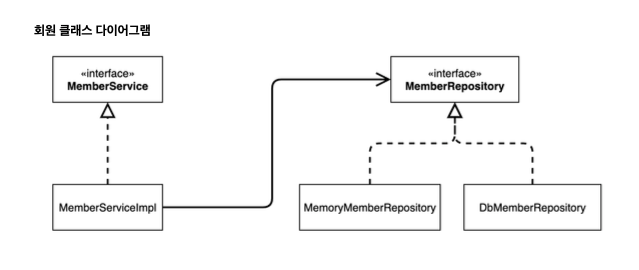 회원 클래스 다이어그램
«interface»
MemberService
«interface»
MemberRepository
MemberServiceImpl
MemoryMemberRepository
DbMemberRepository